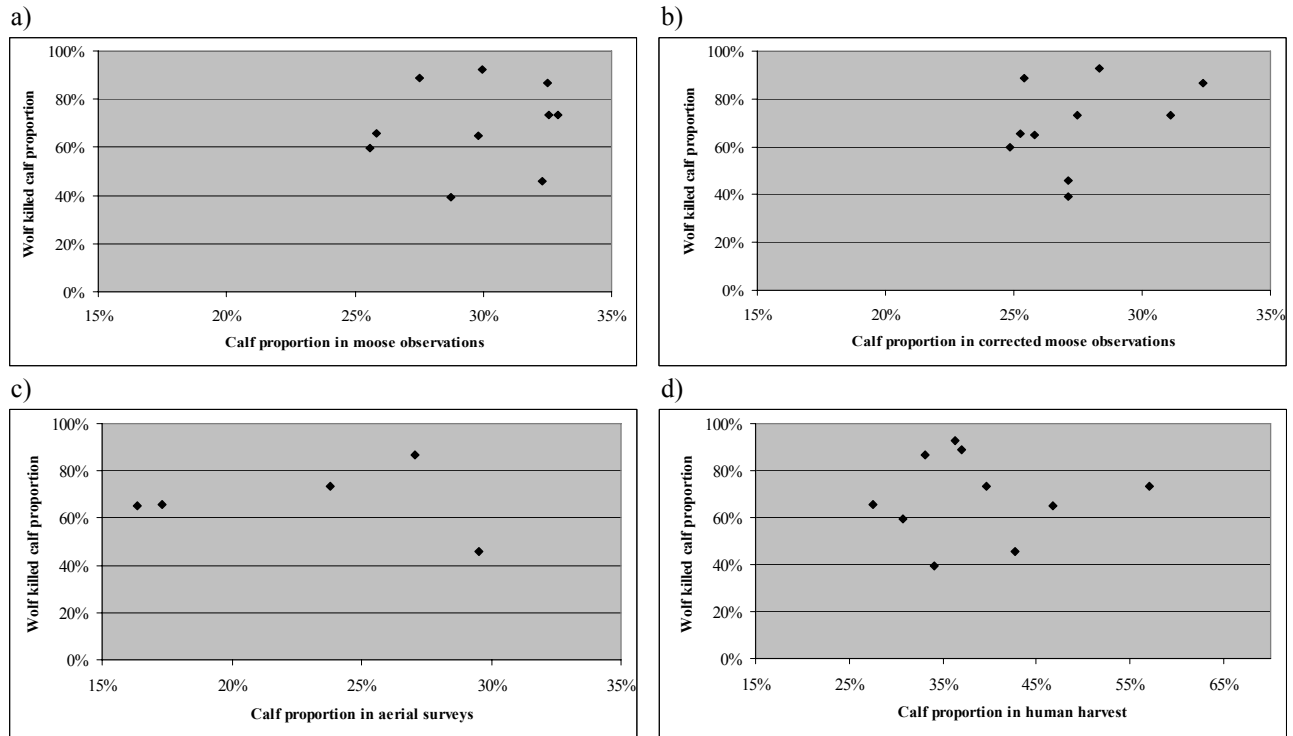 a)
100%
80%
60%
40%
20%
0%
Wolf killed calf proportion
15% 20% 25% 30% 35%
Calf proportion in moose observations
b)
100%
80%
60%
40%
20%
0%
Wolf killed calf proportion
15% 20% 25% 30% 35%
Calf proportion in corrected moose observations
c)
100%
80%
60%
40%
20%
0%
Wolf killed calf proportion
15% 20% 25% 30% 35%
Calf proportion in aerial surveys
d)
100%
80%
60%
40%
20%
0%
Wolf killed calf proportion
15% 25% 35% 45% 55% 65%
Calf proportion in human harvest